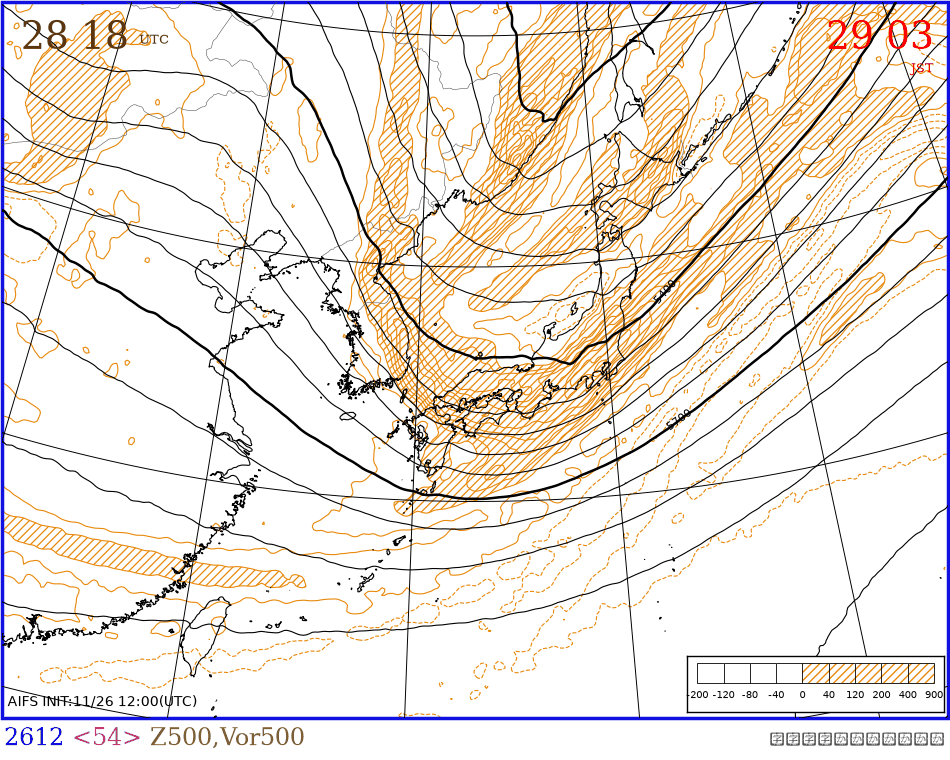 28 18 UTC
29 03
JST
5400
5700
-200 -120 -80 -40 0 40 120 200 400 900
AIFS INIT:11/26 12:00(UTC)
2612 <54> Z500,Vor500